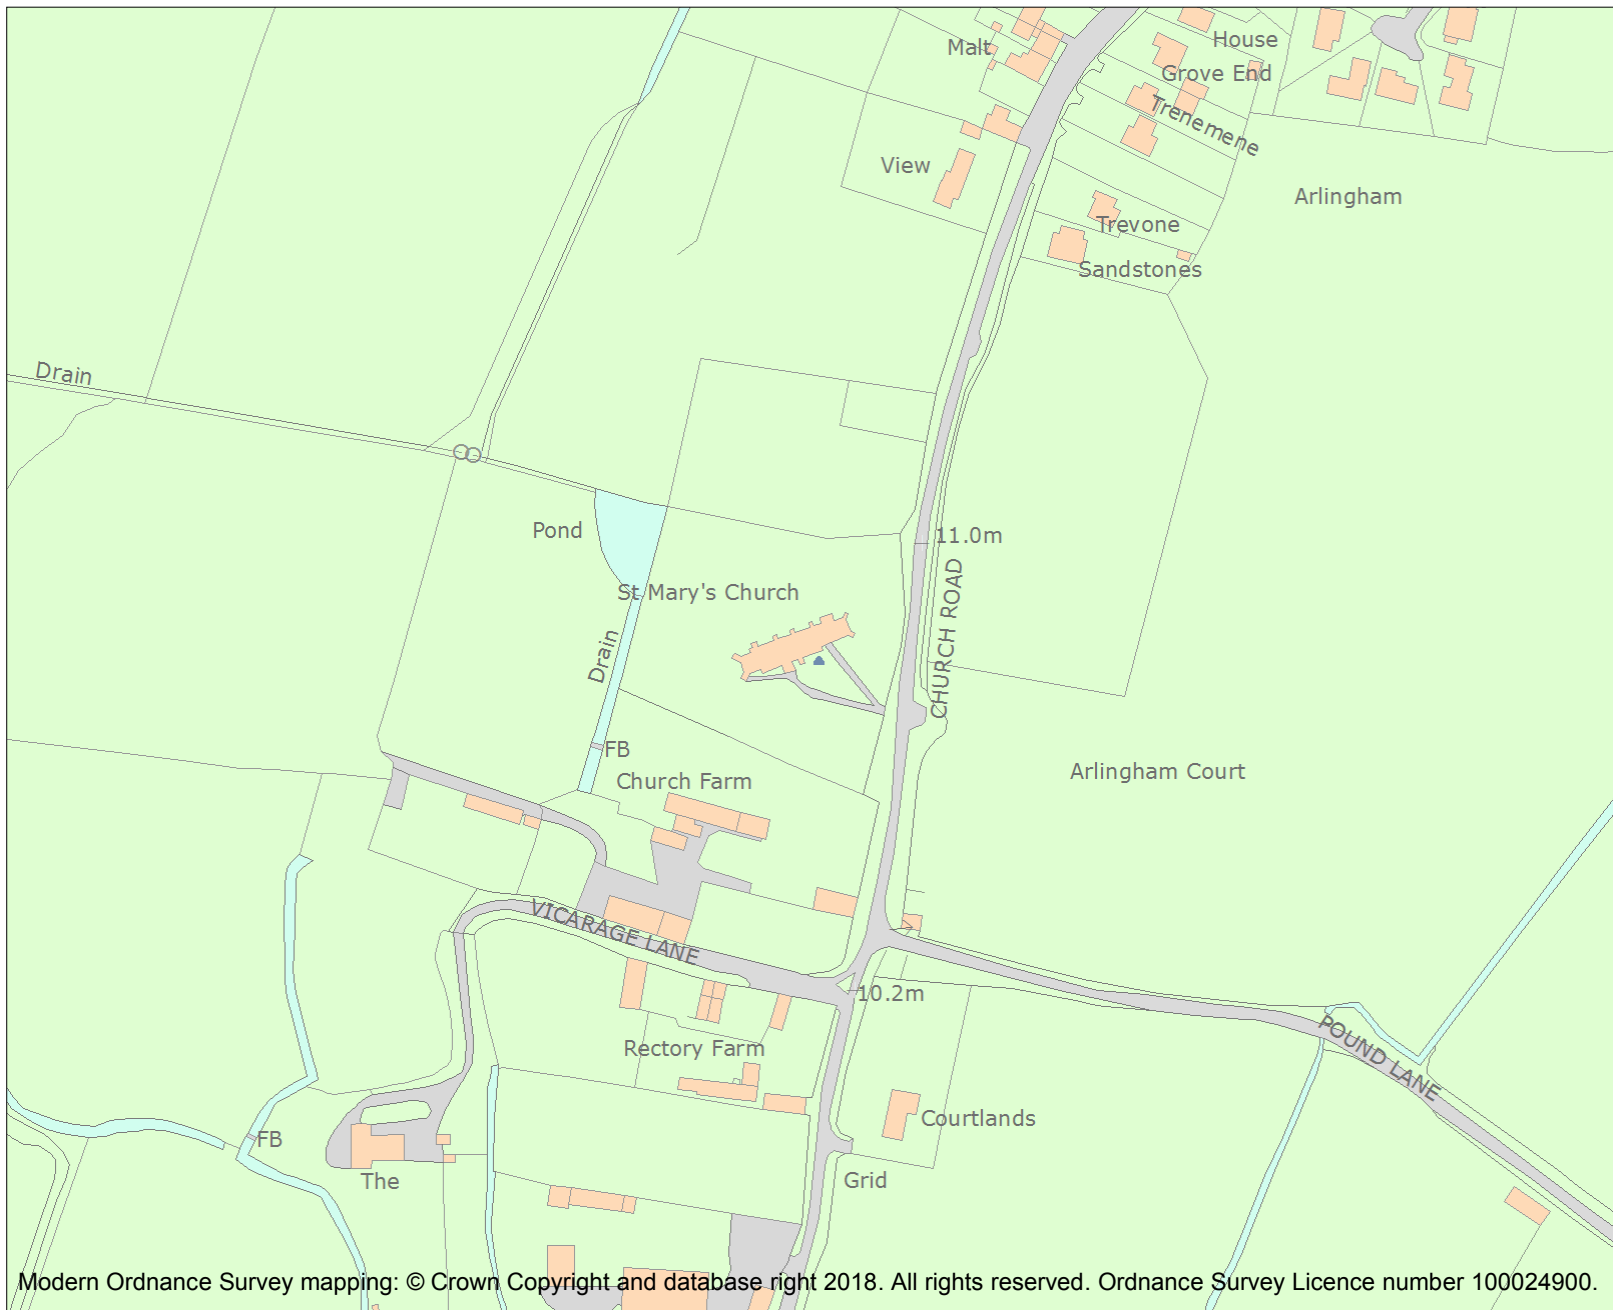 Malt
House
Grove End
Trenemene
View
Arlingham
Trevone
Sandstones
Drain
Pond
11.0m
St Mary's Church
CHURCH ROAD
Drain
FB
Church Farm
Arlingham Court
VICARAGE LANE
10.2m
Rectory Farm
POUND LANE
Courtlands
FB
The
Grid
Modern Ordnance Survey mapping: © Crown Copyright and database right 2018. All rights reserved. Ordnance Survey Licence number 100024900.